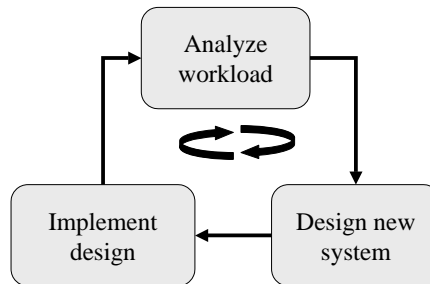 Analyze
workload
Implement
design
Design new
system